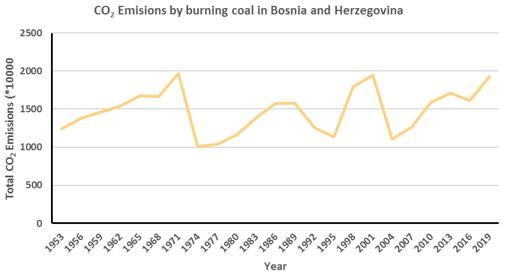 CO₂ Emisions by burning coal in Bosnia and Herzegovina
Total CO₂ Emissions (*10000
2500
2000
1500
1000
500
0
1953 1956 1959 1962 1965 1968 1971 1974 1977 1980 1983 1986 1989 1992 1995 1998 2001 2004 2007 2010 2013 2016 2019
Year